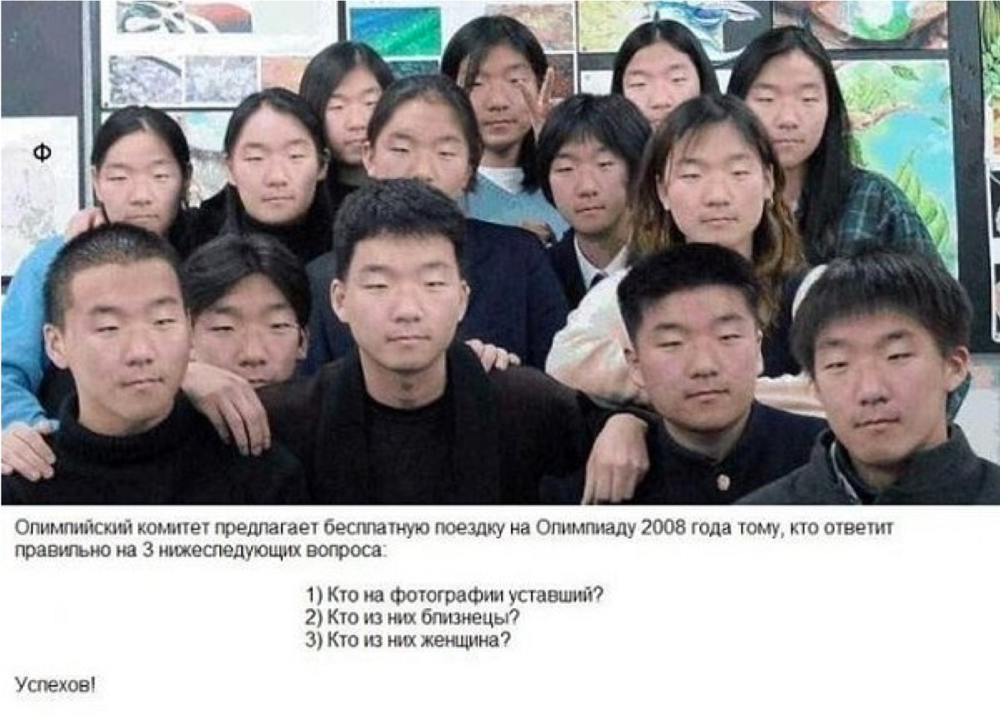 Ф
Олимпийский комитет предлагает бесплатную поездку на Олимпиаду 2008 года тому, кто ответит
правильно на 3 нижеследующих вопроса:
1) Кто на фотографии уставший?
2) Кто из них близнецы?
3) Кто из них женщина?
Успехов!